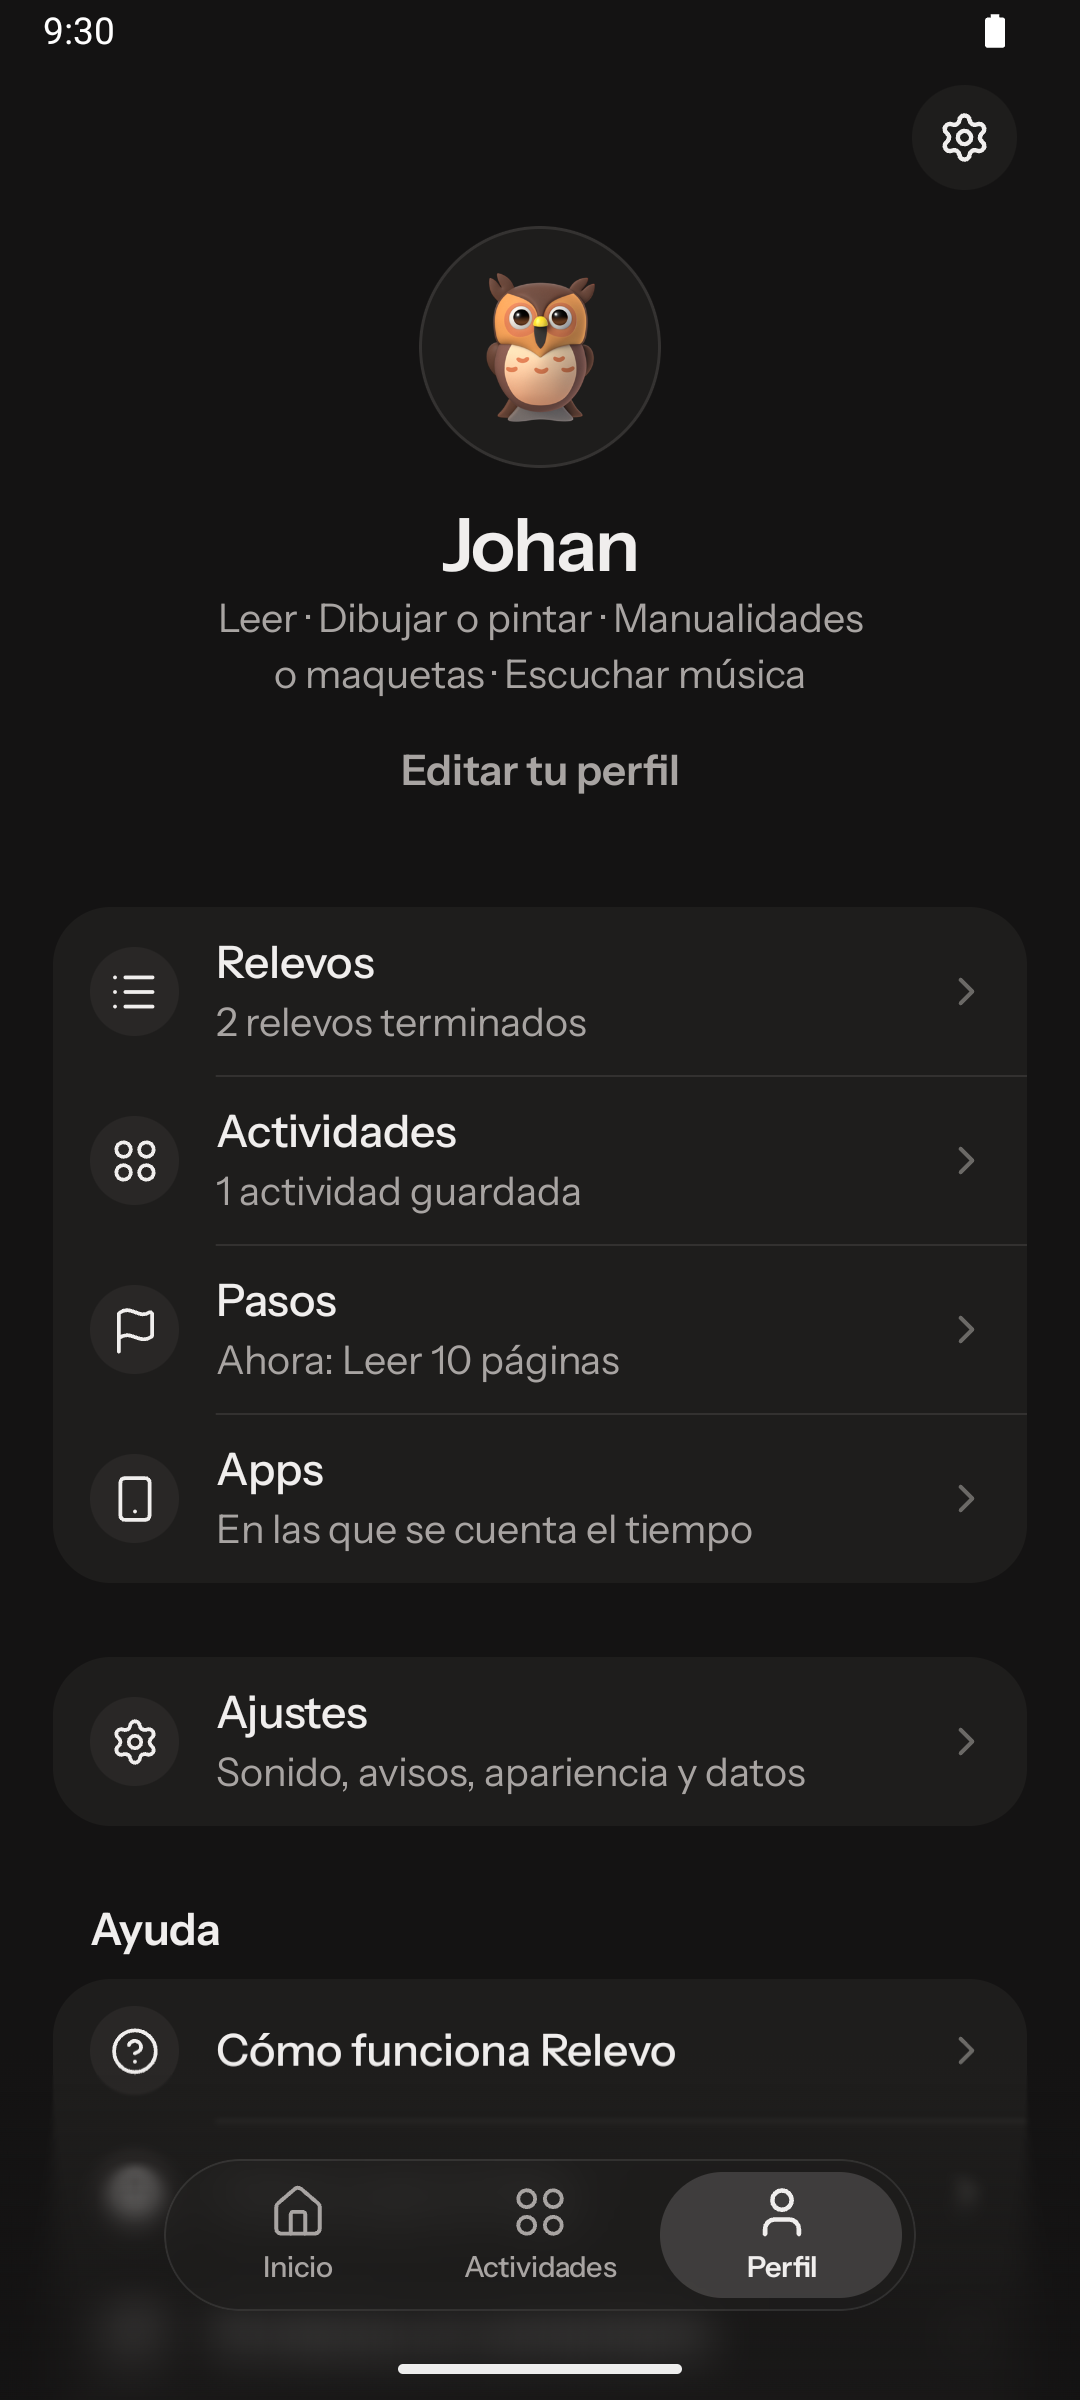 9:30
Johan
Leer · Dibujar o pintar · Manualidades
o maquetas · Escuchar música
Editar tu perfil
Relevos
2 relevos terminados
Actividades
1 actividad guardada
Pasos
Ahora: Leer 10 páginas
Apps
En las que se cuenta el tiempo
Ajustes
Sonido, avisos, apariencia y datos
Ayuda
Cómo funciona Relevo
Inicio
Actividades
Perfil